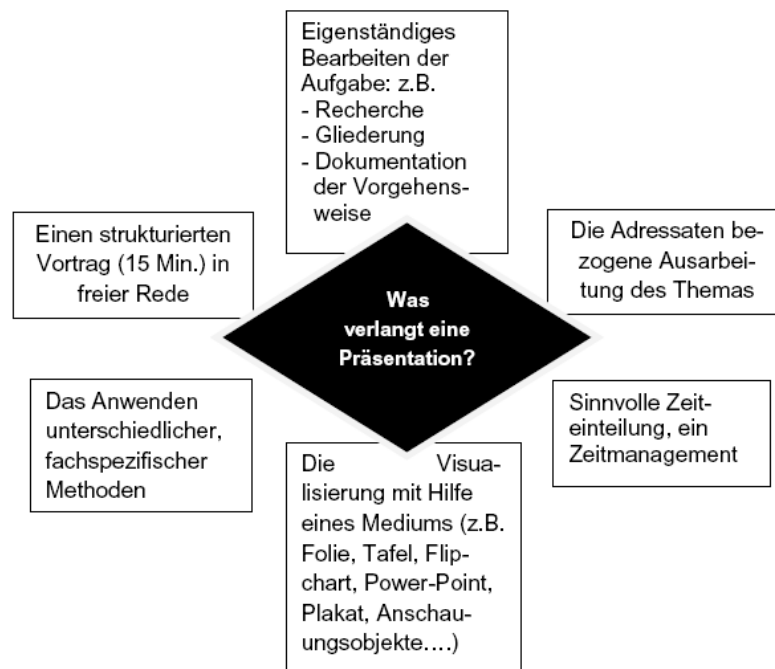 Eigenständiges
Bearbeiten der
Aufgabe: z.B.
- Recherche
- Gliederung
- Dokumentation
der Vorgehens-
weise
Einen strukturierten
Vortrag (15 Min.) in
freier Rede
Die Adressaten be-
zogene Ausarbei-
tung des Themas
Was
verlangt eine
Präsentation?
Das Anwenden
unterschiedlicher,
fachspezifischer
Methoden
Sinnvolle Zeit-
einteilung, ein
Zeitmanagement
Die Visua-
lisierung mit Hilfe
eines Mediums (z.B.
Folie, Tafel, Flip-
chart, Power-Point,
Plakat, Anschau-
ungsobjekte....)